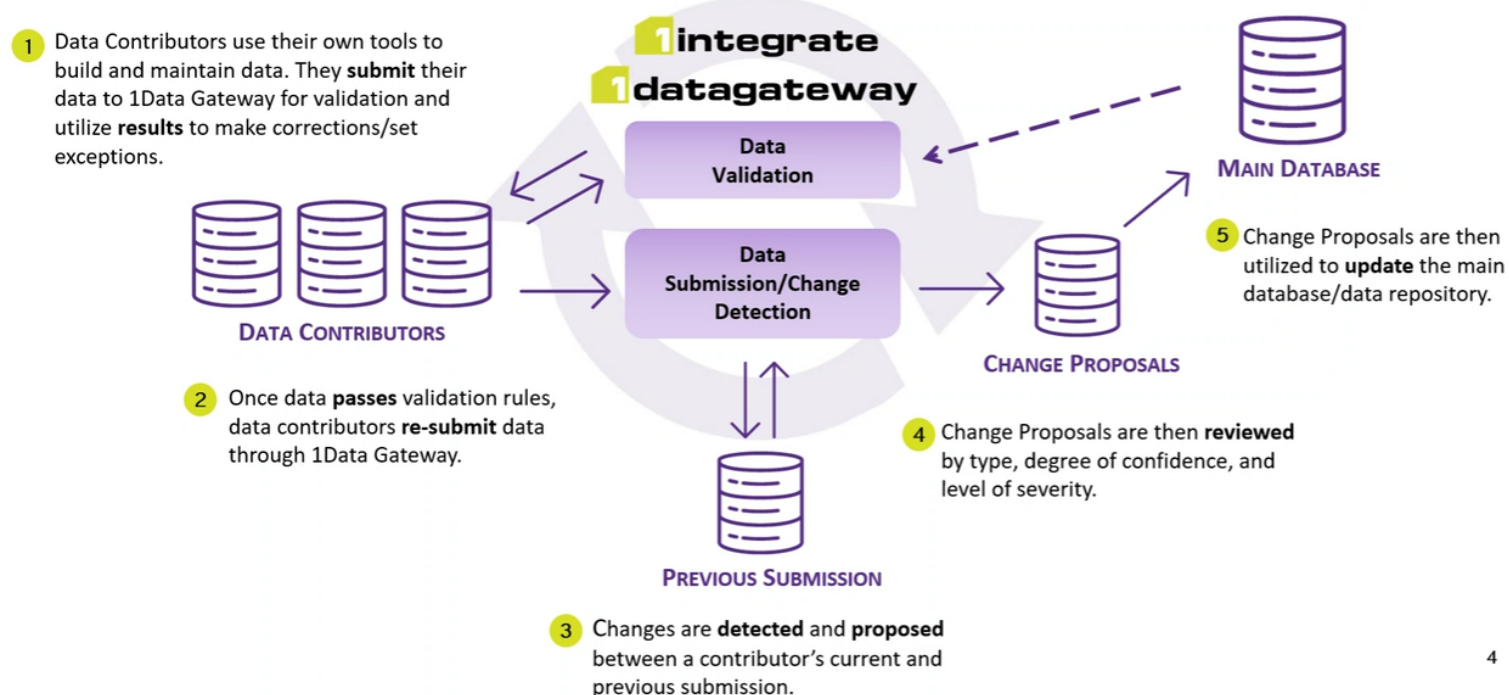 1 Data Contributors use their own tools to
build and maintain data. They submit their
data to 1Data Gateway for validation and
utilize results to make corrections/set
exceptions.
1integrate
1datagateway
Data
Validation
Data
Submission/Change
Detection
DATA CONTRIBUTORS
2 Once data passes validation rules,
data contributors re-submit data
through 1Data Gateway.
PREVIOUS SUBMISSION
3 Changes are detected and proposed
between a contributor's current and
previous submission.
CHANGE PROPOSALS
4 Change Proposals are then reviewed
by type, degree of confidence, and
level of severity.
MAIN DATABASE
5 Change Proposals are then
utilized to update the main
database/data repository.
4